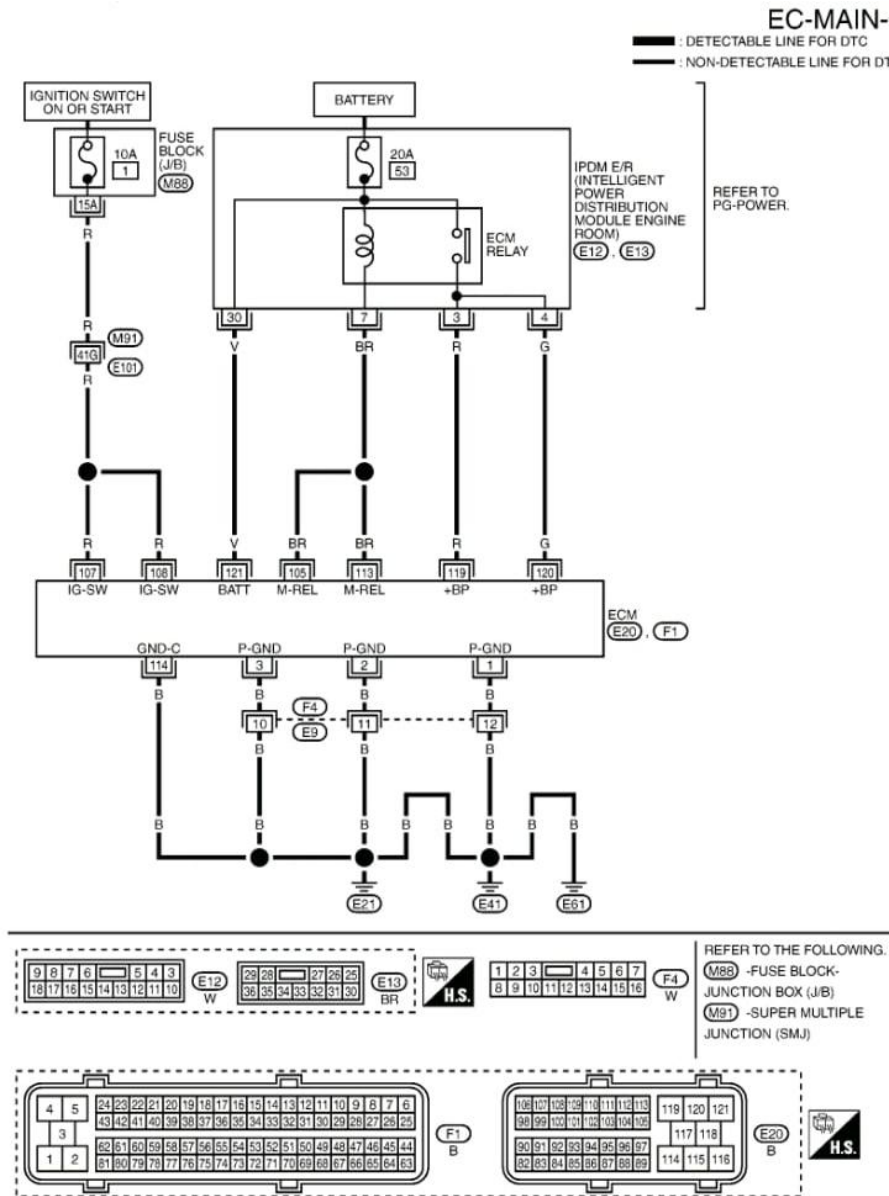 EC-MAIN-
: DETECTABLE LINE FOR DTC
: NON-DETECTABLE LINE FOR DT
IGNITION SWITCH
ON OR START
BATTERY
10A
1
FUSE
BLOCK
(J/B)
M88
15A
20A
53
ECM
RELAY
IPDM E/R
(INTELLIGENT
POWER
DISTRIBUTION
MODULE ENGINE
ROOM)
E12 , E13
REFER TO
PG-POWER.
30 7 3 4
R V BR R G
R
M91
41G
E101
R
R R V BR BR R G
107 108 121 105 113 119 120
IG-SW IG-SW BATT M-REL M-REL +BP +BP
ECM
E20 , F1
GND-C P-GND P-GND P-GND
114 3 2 1
B B B B
F4
10 11 12
E9
B B B
B B B B B B B B
E21 E41 E61
9 8 7 6 5 4 3
18 17 16 15 14 13 12 11 10
E12
W
29 28 27 26 25
36 35 34 33 32 31 30
E13
BR
H.S.
1 2 3 4 5 6 7
8 9 10 11 12 13 14 15 16
F4
W
REFER TO THE FOLLOWING.
M88 -FUSE BLOCK-
JUNCTION BOX (J/B)
M91 -SUPER MULTIPLE
JUNCTION (SMJ)
4 5
3
1 2
24 23 22 21 20 19 18 17 16 15 14 13 12 11 10 9 8 7 6
43 42 41 40 39 38 37 36 35 34 33 32 31 30 29 28 27 26 25
62 61 60 59 58 57 56 55 54 53 52 51 50 49 48 47 46 45 44
81 80 79 78 77 76 75 74 73 72 71 70 69 68 67 66 65 64 63
F1
B
106 107 108 109 110 111 112 113
98 99 100 101 102 103 104 105
90 91 92 93 94 95 96 97
82 83 84 85 86 87 88 89
119 120 121
117 118
114 115 116
E20
B
H.S.